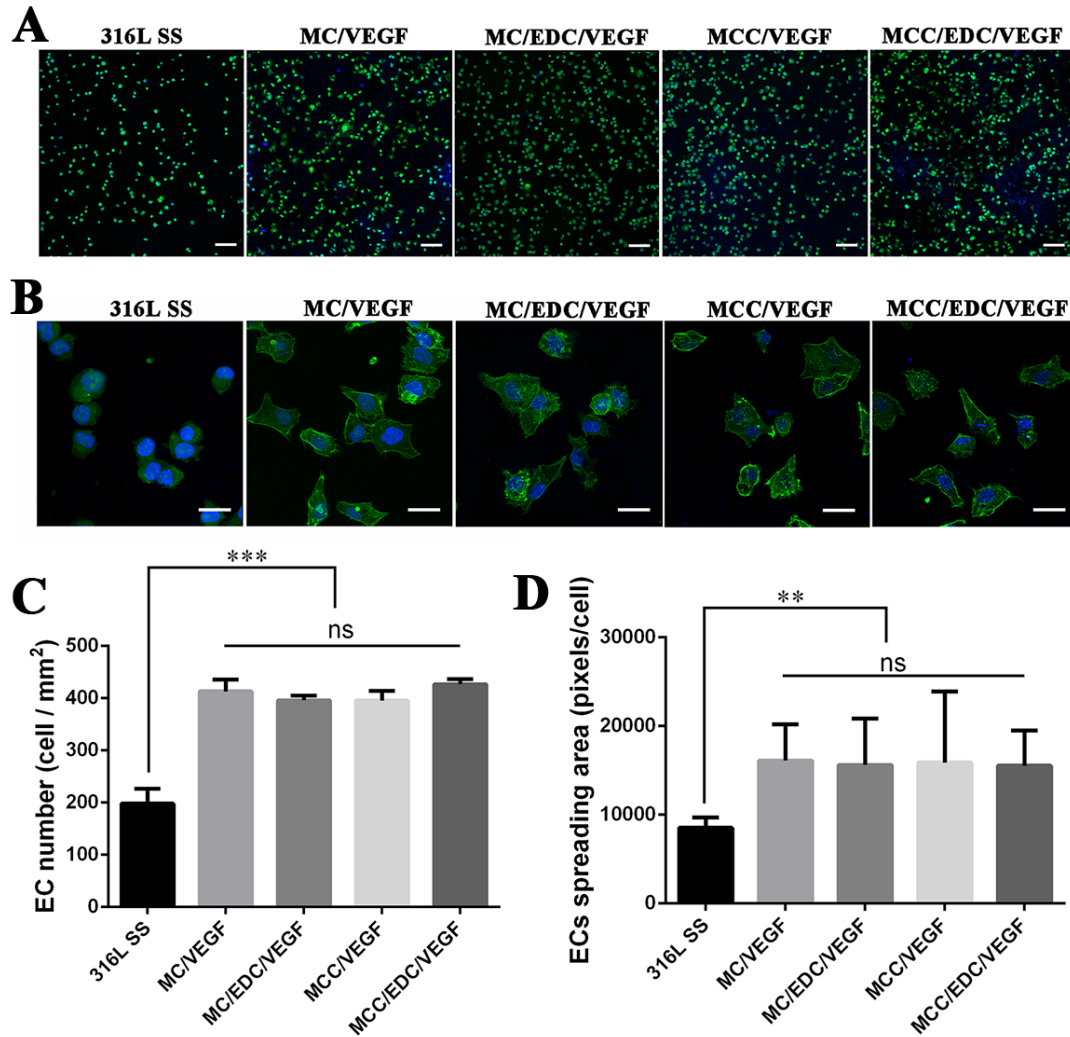 A
316L SS
MC/VEGF
MC/EDC/VEGF
MCC/VEGF
MCC/EDC/VEGF
B
316L SS
MC/VEGF
MC/EDC/VEGF
MCC/VEGF
MCC/EDC/VEGF
C
***
ns
EC number (cell / mm²)
500
400
300
200
100
0
316L SS
MC/VEGF
MC/EDC/VEGF
MCC/VEGF
MCC/EDC/VEGF
D
**
ns
ECs spreading area (pixels/cell)
30000
20000
10000
0
316L SS
MC/VEGF
MC/EDC/VEGF
MCC/VEGF
MCC/EDC/VEGF